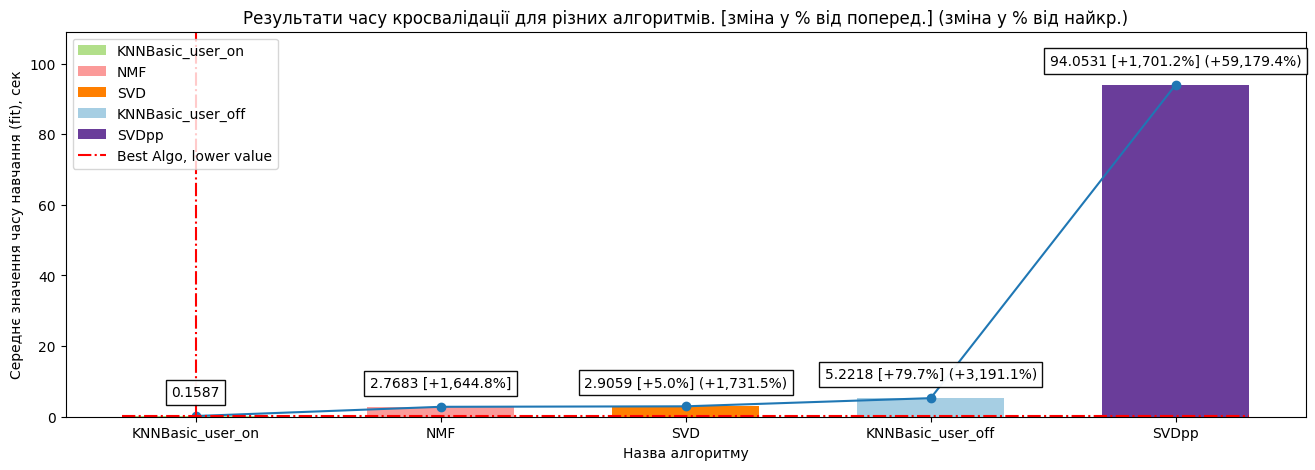 Результати часу кросвалідації для різних алгоритмів. [зміна у % від поперед.] (зміна у % від найкр.)
KNNBasic_user_on
NMF
SVD
KNNBasic_user_off
SVDpp
Best Algo, lower value
Середнє значення часу навчання (fit), сек
100
80
60
40
20
0
0.1587
2.7683 [+1,644.8%]
2.9059 [+5.0%] (+1,731.5%)
5.2218 [+79.7%] (+3,191.1%)
94.0531 [+1,701.2%] (+59,179.4%)
KNNBasic_user_on
NMF
SVD
KNNBasic_user_off
SVDpp
Назва алгоритму